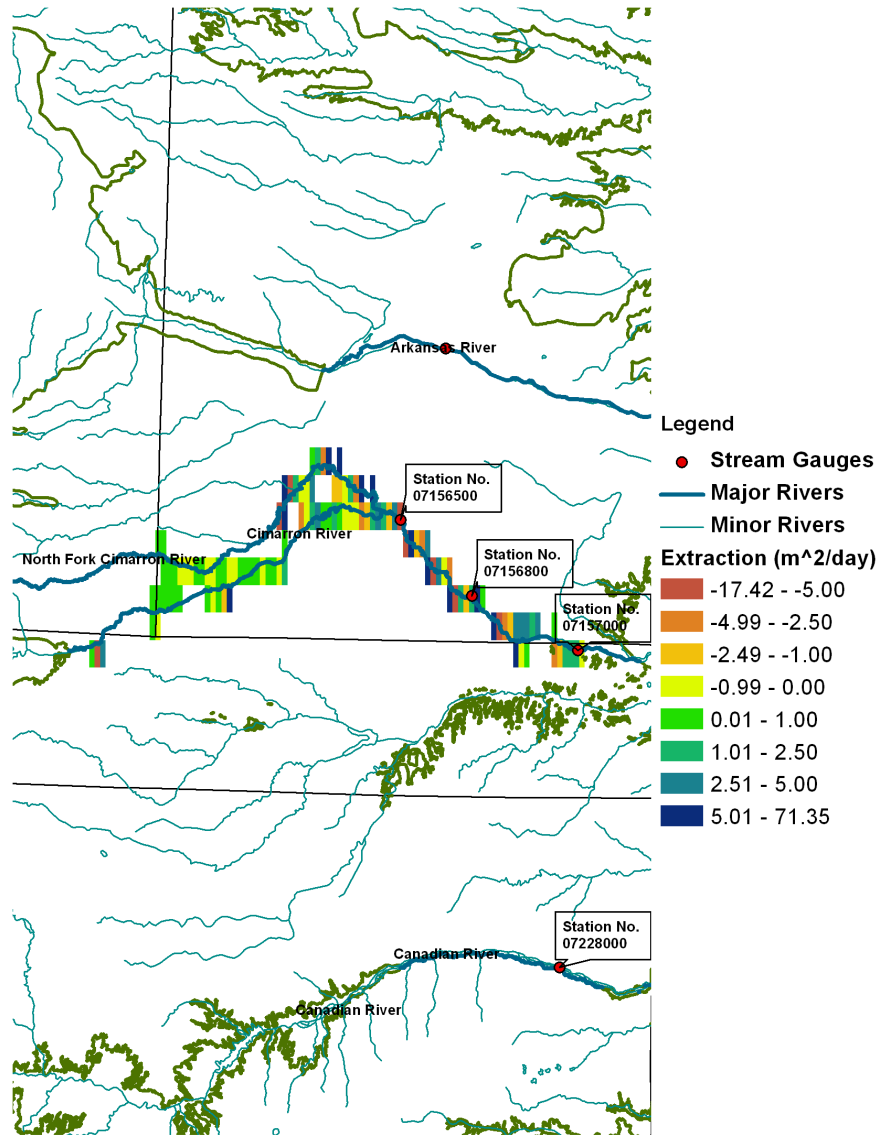 Arkansas River
Station No.
07156500
Cimarron River
North Fork Cimarron River
Station No.
07156800
Station No.
07157000
Station No.
07228000
Canadian River
Canadian River
Legend
Stream Gauges
Major Rivers
Minor Rivers
Extraction (m^2/day)
-17.42 - -5.00
-4.99 - -2.50
-2.49 - -1.00
-0.99 - 0.00
0.01 - 1.00
1.01 - 2.50
2.51 - 5.00
5.01 - 71.35